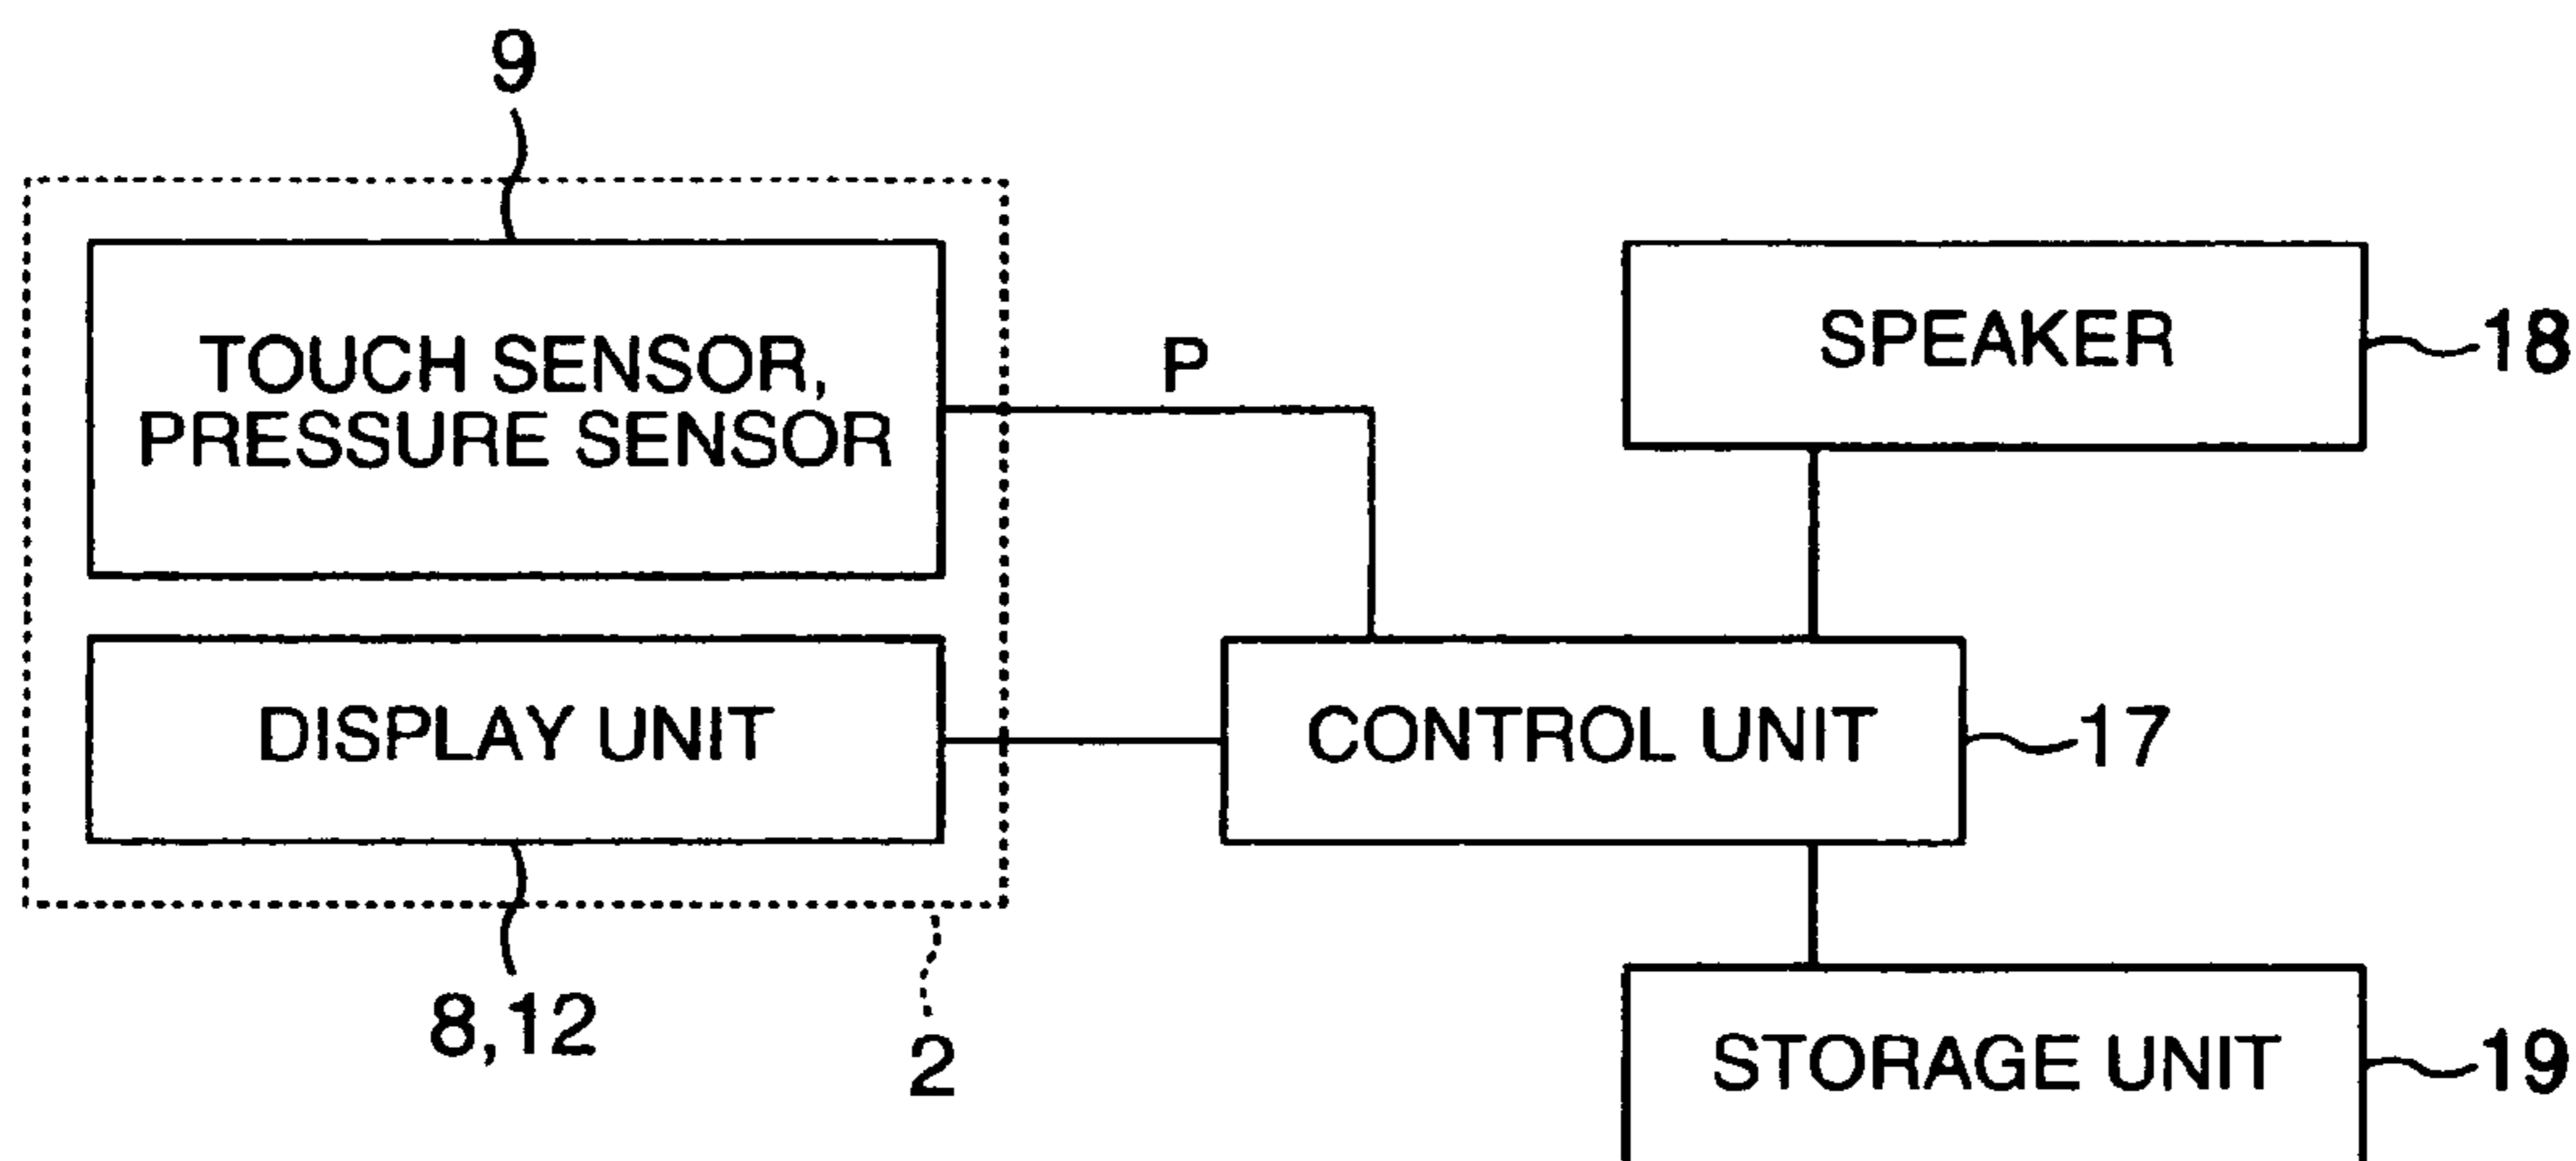 9
TOUCH SENSOR,
PRESSURE SENSOR
P
SPEAKER
18
DISPLAY UNIT
CONTROL UNIT
17
8,12
2
STORAGE UNIT
19